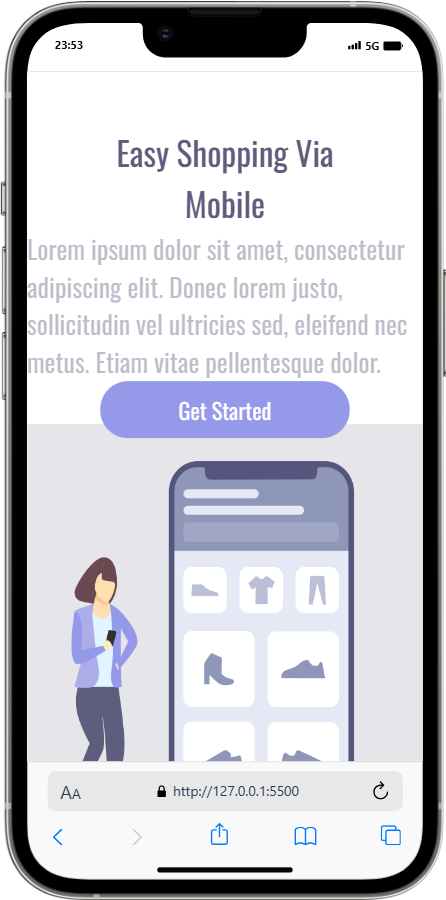 23:53
5G
Easy Shopping Via
Mobile
Lorem ipsum dolor sit amet, consectetur
adipiscing elit. Donec lorem justo,
sollicitudin vel ultricies sed, eleifend nec
metus. Etiam vitae pellentesque dolor.
Get Started
AA
http://127.0.0.1:5500